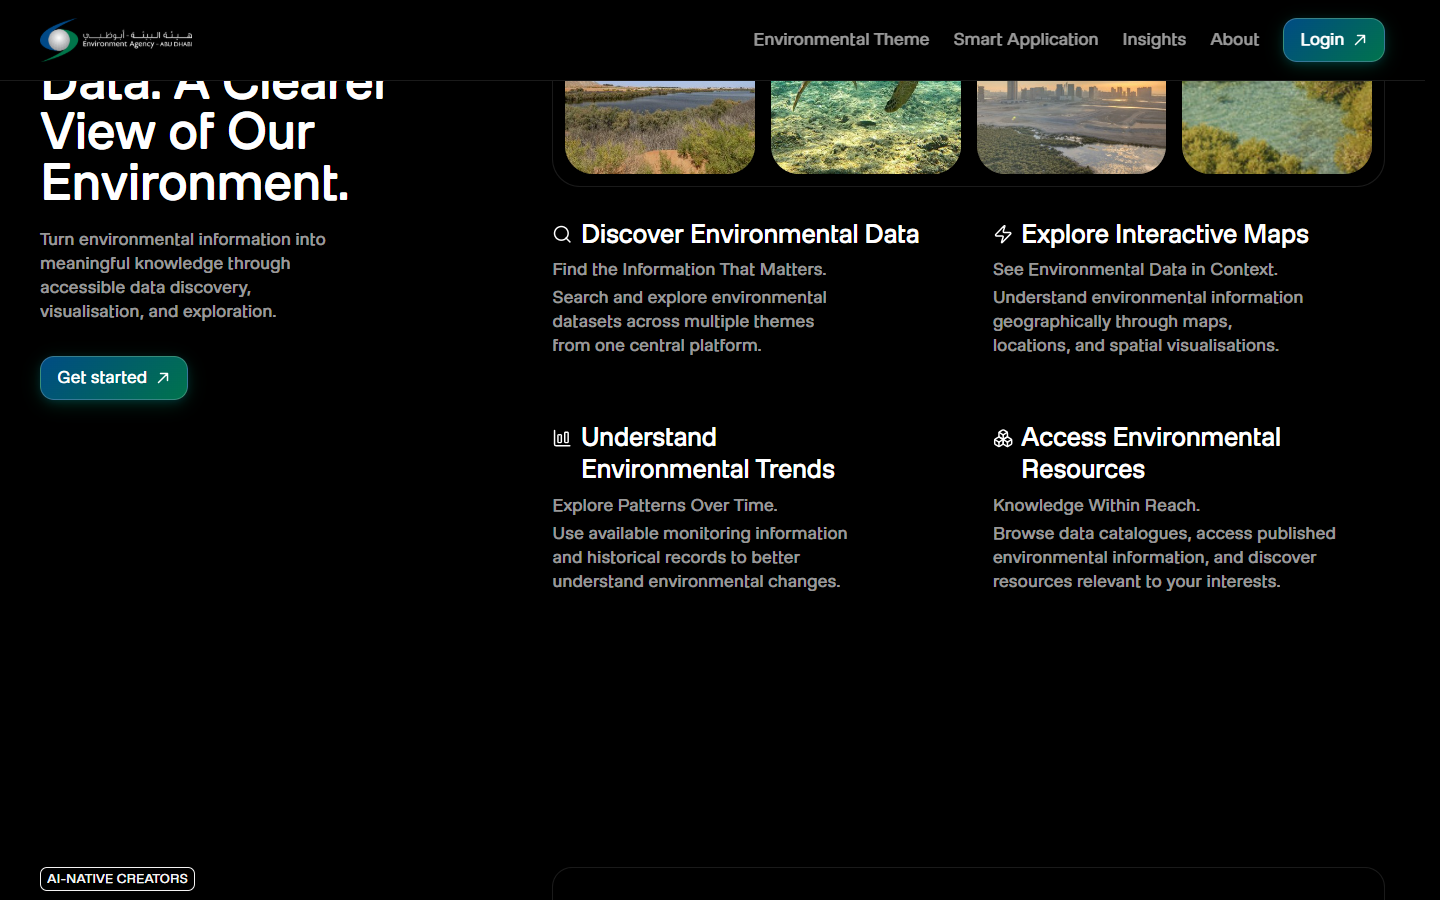 هيئة البيئة - أبوظبي
Environment Agency - ABU DHABI
Environmental Theme
Smart Application
Insights
About
Login
Data. A Clearer
View of Our
Environment.
Turn environmental information into
meaningful knowledge through
accessible data discovery,
visualisation, and exploration.
Get started
Discover Environmental Data
Find the Information That Matters.
Search and explore environmental
datasets across multiple themes
from one central platform.
Explore Interactive Maps
See Environmental Data in Context.
Understand environmental information
geographically through maps,
locations, and spatial visualisations.
Understand
Environmental Trends
Explore Patterns Over Time.
Use available monitoring information
and historical records to better
understand environmental changes.
Access Environmental
Resources
Knowledge Within Reach.
Browse data catalogues, access published
environmental information, and discover
resources relevant to your interests.
AI-NATIVE CREATORS